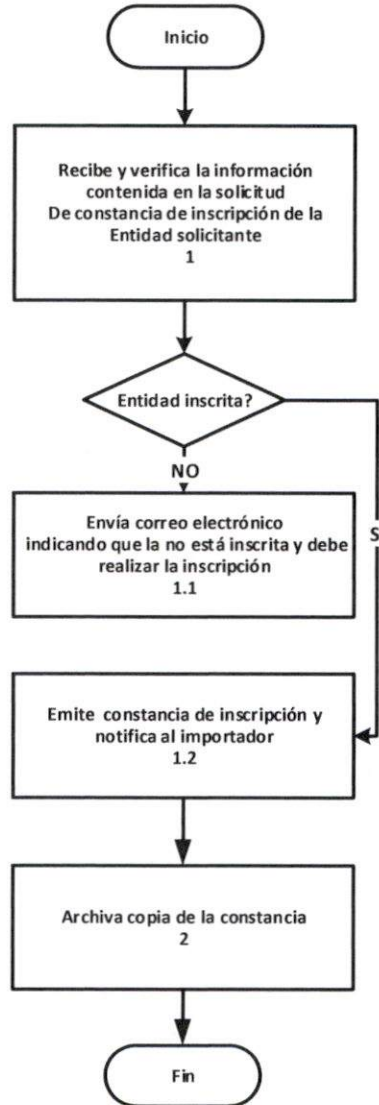 Inicio
Recibe y verifica la información
contenida en la solicitud
De constancia de inscripción de la
Entidad solicitante
1
Entidad inscrita?
NO
Envía correo electrónico
indicando que la no está inscrita y debe
realizar la inscripción
1.1
S
Emite constancia de inscripción y
notifica al importador
1.2
Archiva copia de la constancia
2
Fin